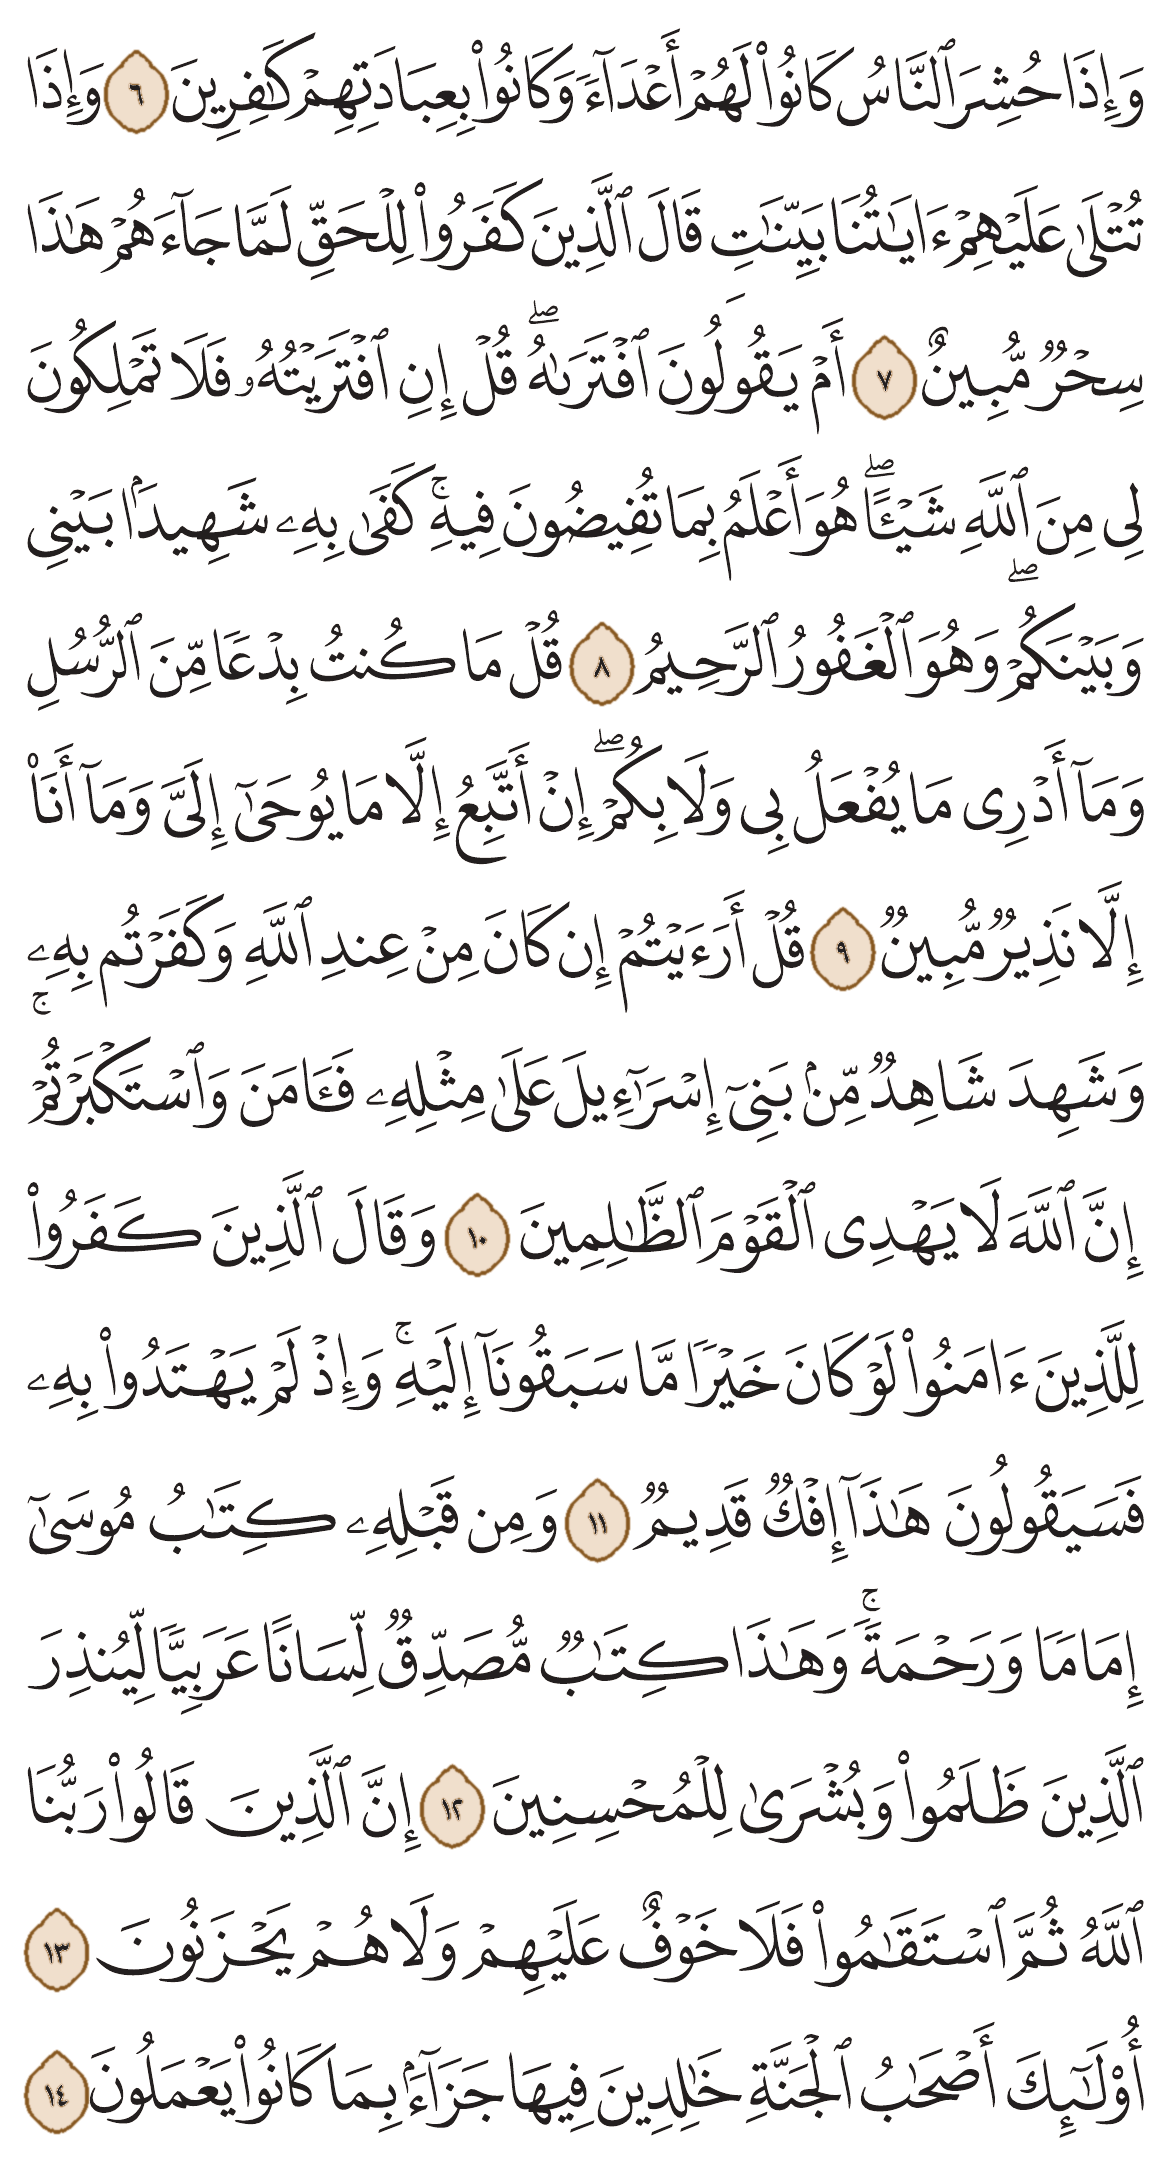 وَإِذَا حُشِرَ ٱلنَّاسُ كَانُوا۟ لَهُمْ أَعْدَآءً وَكَانُوا۟ بِعِبَادَتِهِمْ كَٰفِرِينَ ٦ وَإِذَا
تُتْلَىٰ عَلَيْهِمْ ءَايَٰتُنَا بَيِّنَٰتٍ قَالَ ٱلَّذِينَ كَفَرُوا۟ لِلْحَقِّ لَمَّا جَآءَهُمْ هَٰذَا
سِحْرٌ مُّبِينٌ ٧ أَمْ يَقُولُونَ ٱفْتَرَىٰهُ ۖ قُلْ إِنِ ٱفْتَرَيْتُهُۥ فَلَا تَمْلِكُونَ
لِى مِنَ ٱللَّهِ شَيْـًٔا ۖ هُوَ أَعْلَمُ بِمَا تُفِيضُونَ فِيهِ ۚ كَفَىٰ بِهِۦ شَهِيدًۢا بَيْنِى
وَبَيْنَكُمْ ۖ وَهُوَ ٱلْغَفُورُ ٱلرَّحِيمُ ٨ قُلْ مَا كُنتُ بِدْعًا مِّنَ ٱلرُّسُلِ
وَمَآ أَدْرِى مَا يُفْعَلُ بِى وَلَا بِكُمْ ۖ إِنْ أَتَّبِعُ إِلَّا مَا يُوحَىٰٓ إِلَىَّ وَمَآ أَنَا۠
إِلَّا نَذِيرٌ مُّبِينٌ ٩ قُلْ أَرَءَيْتُمْ إِن كَانَ مِنْ عِندِ ٱللَّهِ وَكَفَرْتُم بِهِۦ
وَشَهِدَ شَاهِدٌ مِّنۢ بَنِىٓ إِسْرَٰٓءِيلَ عَلَىٰ مِثْلِهِۦ فَـَٔامَنَ وَٱسْتَكْبَرْتُمْ ۚ
إِنَّ ٱللَّهَ لَا يَهْدِى ٱلْقَوْمَ ٱلظَّٰلِمِينَ ١٠ وَقَالَ ٱلَّذِينَ كَفَرُوا۟
لِلَّذِينَ ءَامَنُوا۟ لَوْ كَانَ خَيْرًا مَّا سَبَقُونَآ إِلَيْهِ ۚ وَإِذْ لَمْ يَهْتَدُوا۟ بِهِۦ
فَسَيَقُولُونَ هَٰذَآ إِفْكٌ قَدِيمٌ ١١ وَمِن قَبْلِهِۦ كِتَٰبُ مُوسَىٰٓ
إِمَامًا وَرَحْمَةً ۚ وَهَٰذَا كِتَٰبٌ مُّصَدِّقٌ لِّسَانًا عَرَبِيًّا لِّيُنذِرَ
ٱلَّذِينَ ظَلَمُوا۟ وَبُشْرَىٰ لِلْمُحْسِنِينَ ١٢ إِنَّ ٱلَّذِينَ قَالُوا۟ رَبُّنَا
ٱللَّهُ ثُمَّ ٱسْتَقَٰمُوا۟ فَلَا خَوْفٌ عَلَيْهِمْ وَلَا هُمْ يَحْزَنُونَ ١٣
أُو۟لَٰٓئِكَ أَصْحَٰبُ ٱلْجَنَّةِ خَٰلِدِينَ فِيهَا جَزَآءًۢ بِمَا كَانُوا۟ يَعْمَلُونَ ١٤